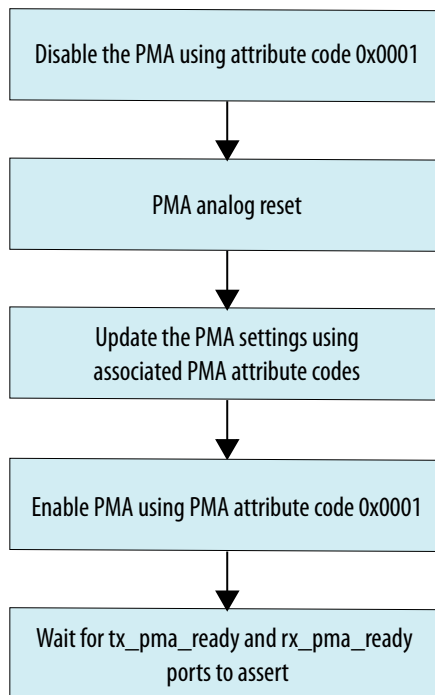 Disable the PMA using attribute code 0x0001
PMA analog reset
Update the PMA settings using
associated PMA attribute codes
Enable PMA using PMA attribute code 0x0001
Wait for tx_pma_ready and rx_pma_ready
ports to assert